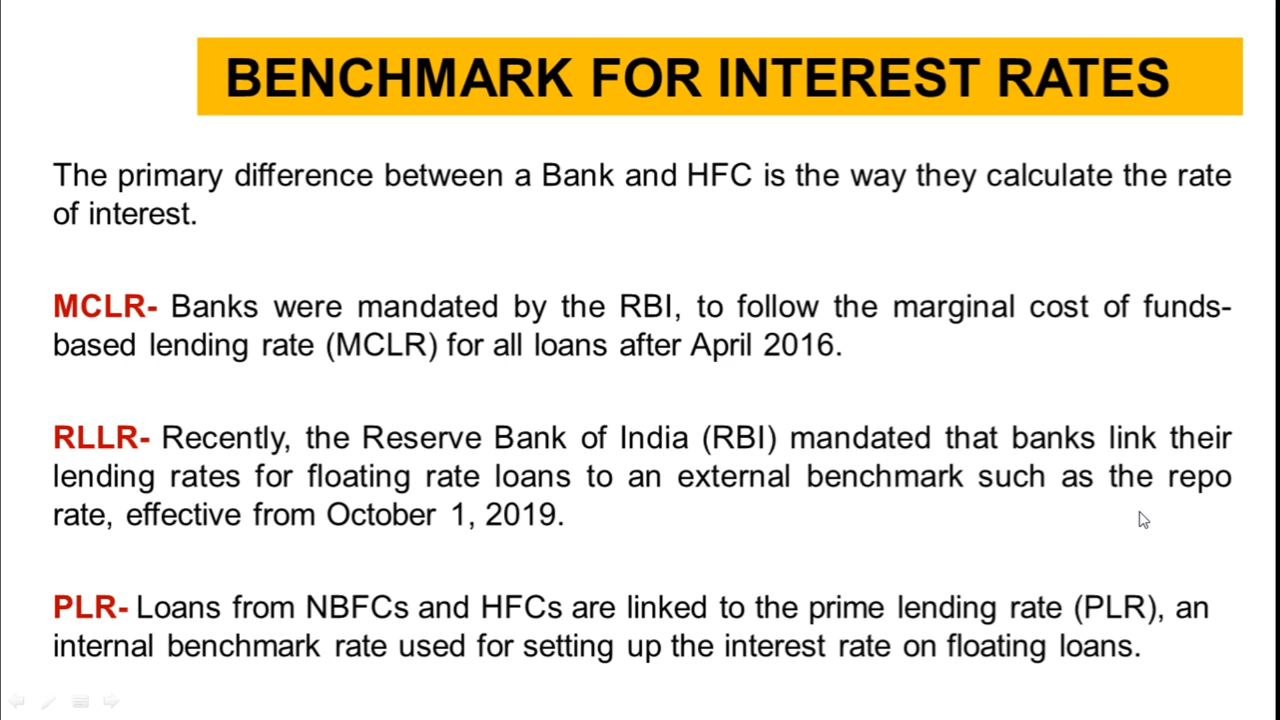 BENCHMARK FOR INTEREST RATES
The primary difference between a Bank and HFC is the way they calculate the rate
of interest.
MCLR- Banks were mandated by the RBI, to follow the marginal cost of funds-
based lending rate (MCLR) for all loans after April 2016.
RLLR- Recently, the Reserve Bank of India (RBI) mandated that banks link their
lending rates for floating rate loans to an external benchmark such as the repo
rate, effective from October 1, 2019.
PLR- Loans from NBFCs and HFCs are linked to the prime lending rate (PLR), an
internal benchmark rate used for setting up the interest rate on floating loans.